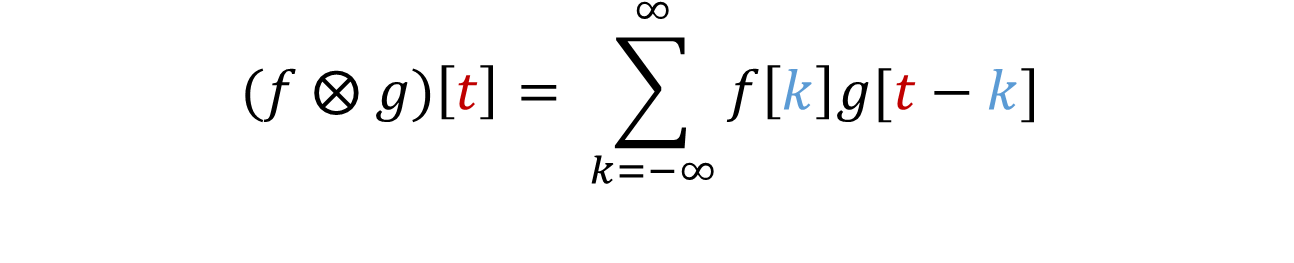 (f ⊗ g)[t] = ∑_{k=−∞}^{∞} f[k]g[t − k]